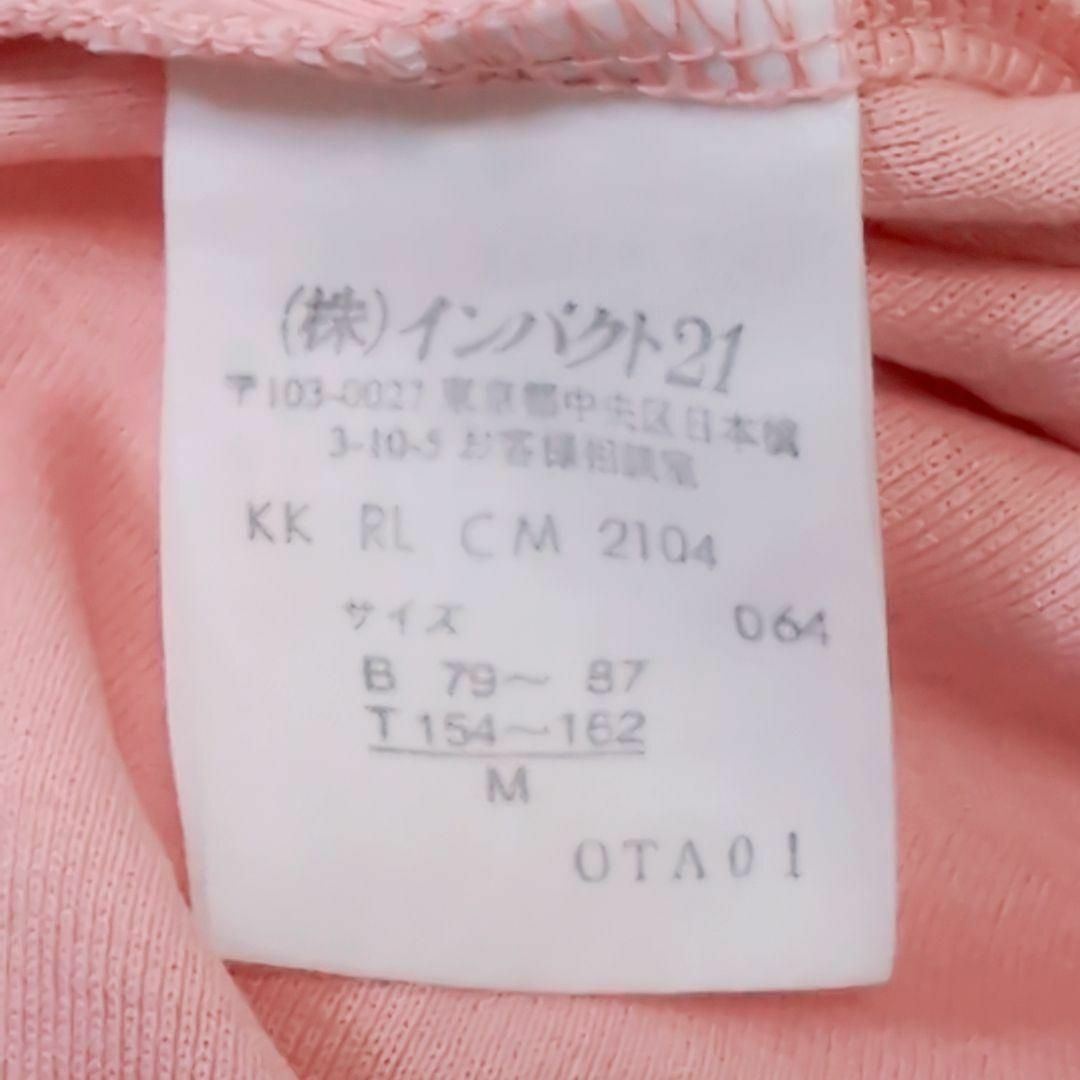 (株)インパクト21
〒103-0027 東京都中央区日本橋
3-10-5 お客様相談室
KK RL CM 2104
サイズ 064
B 79〜 87
T 154〜162
M
OTA01